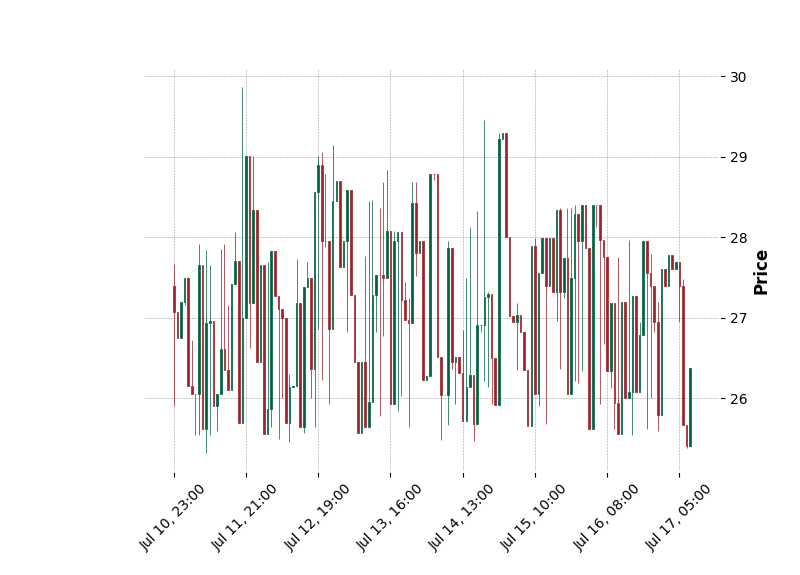 30
29
28
27
26
Price
Jul 10, 23:00
Jul 11, 21:00
Jul 12, 19:00
Jul 13, 16:00
Jul 14, 13:00
Jul 15, 10:00
Jul 16, 08:00
Jul 17, 05:00